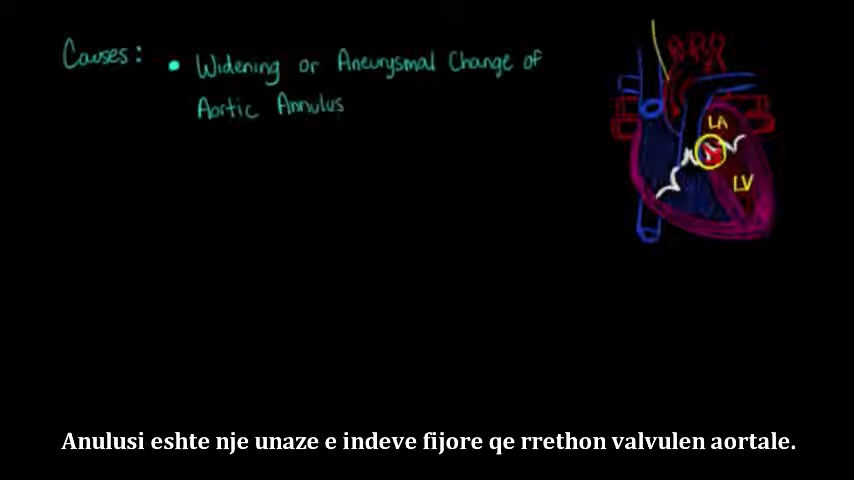 Causes:
• Widening or Aneurysmal Change of
Aortic Annulus
LA
LV
Anulusi eshte nje unaze e indeve fijore qe rrethon valvulen aortale.